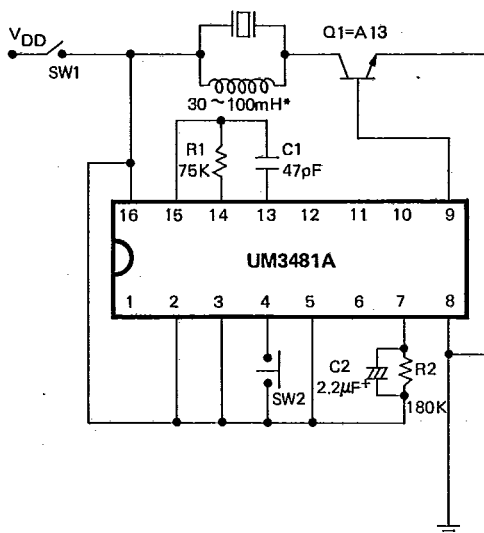 VDD
SW1
Q1=A13
30~100mH*
R1
75K
C1
47pF
16 15 14 13 12 11 10 9
UM3481A
1 2 3 4 5 6 7 8
SW2
C2
2.2μF+
R2
180K